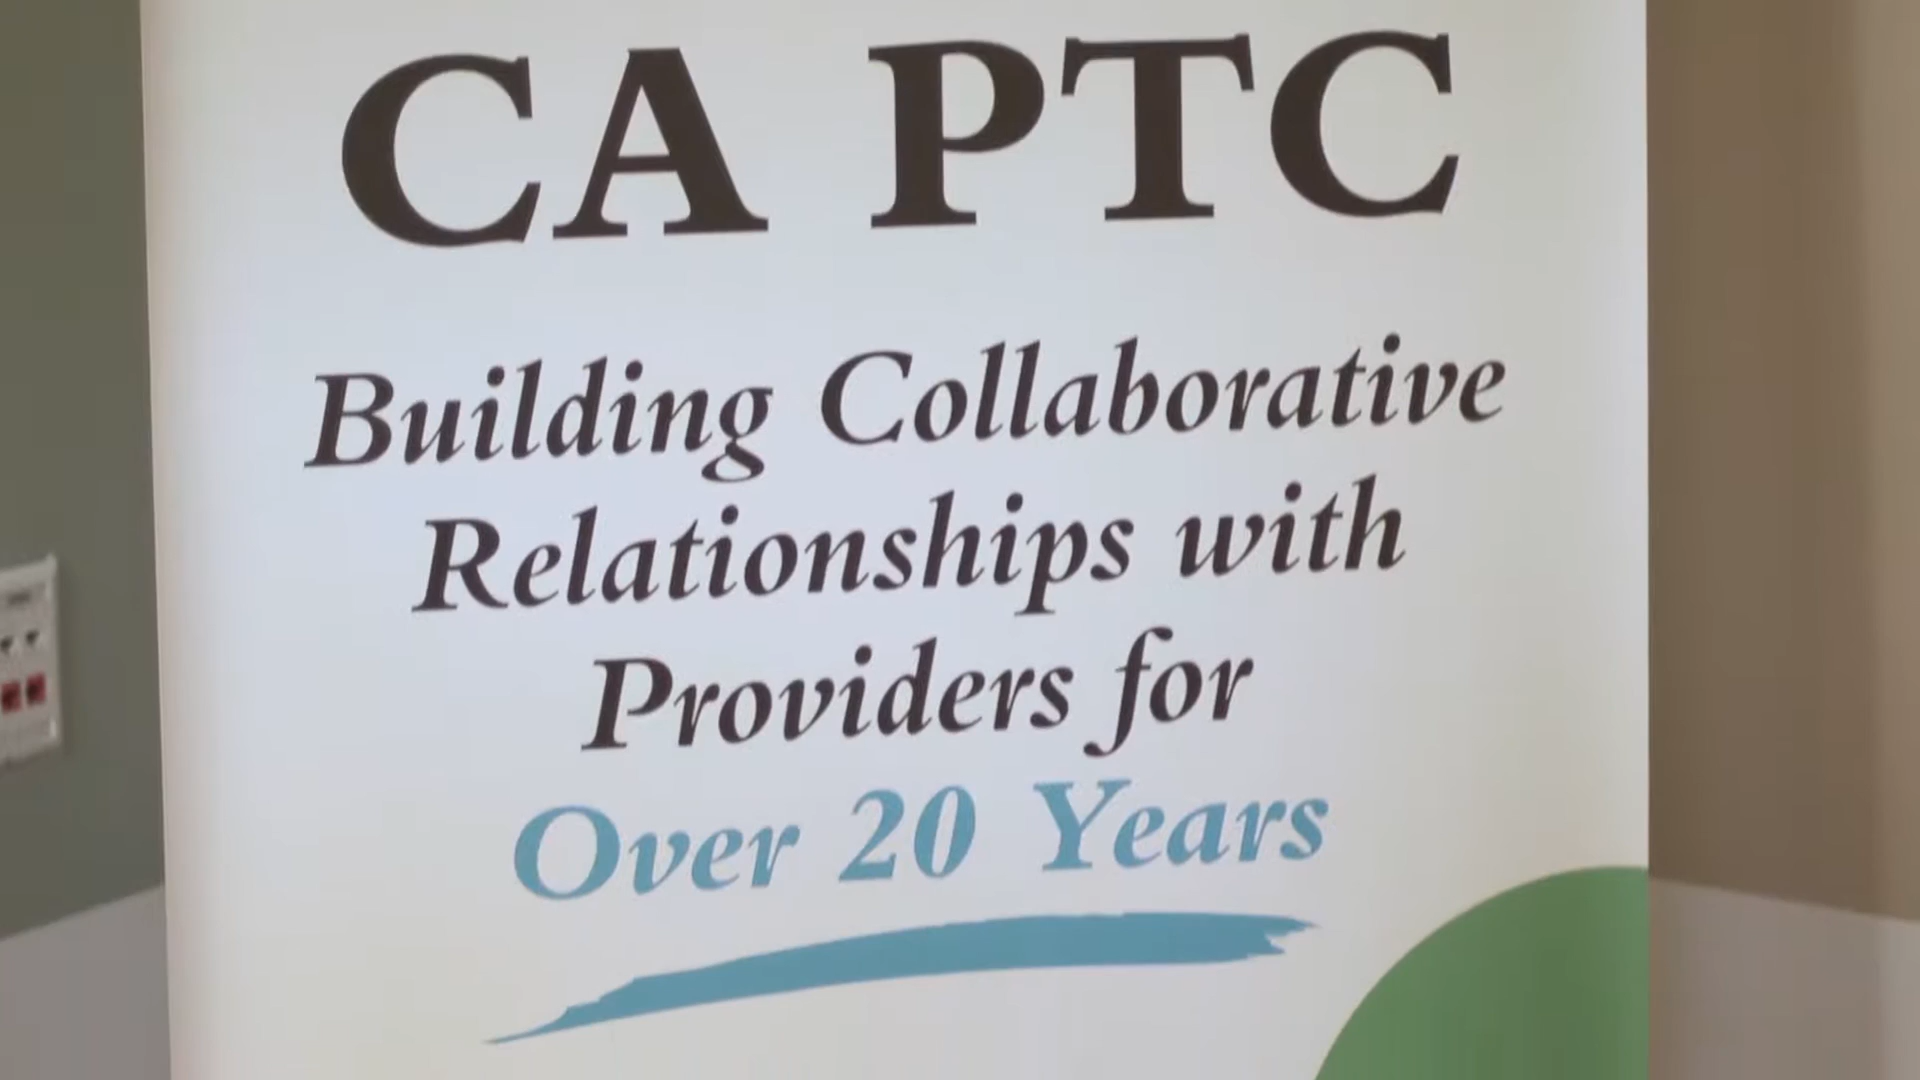 CA PTC
Building Collaborative
Relationships with
Providers for
Over 20 Years